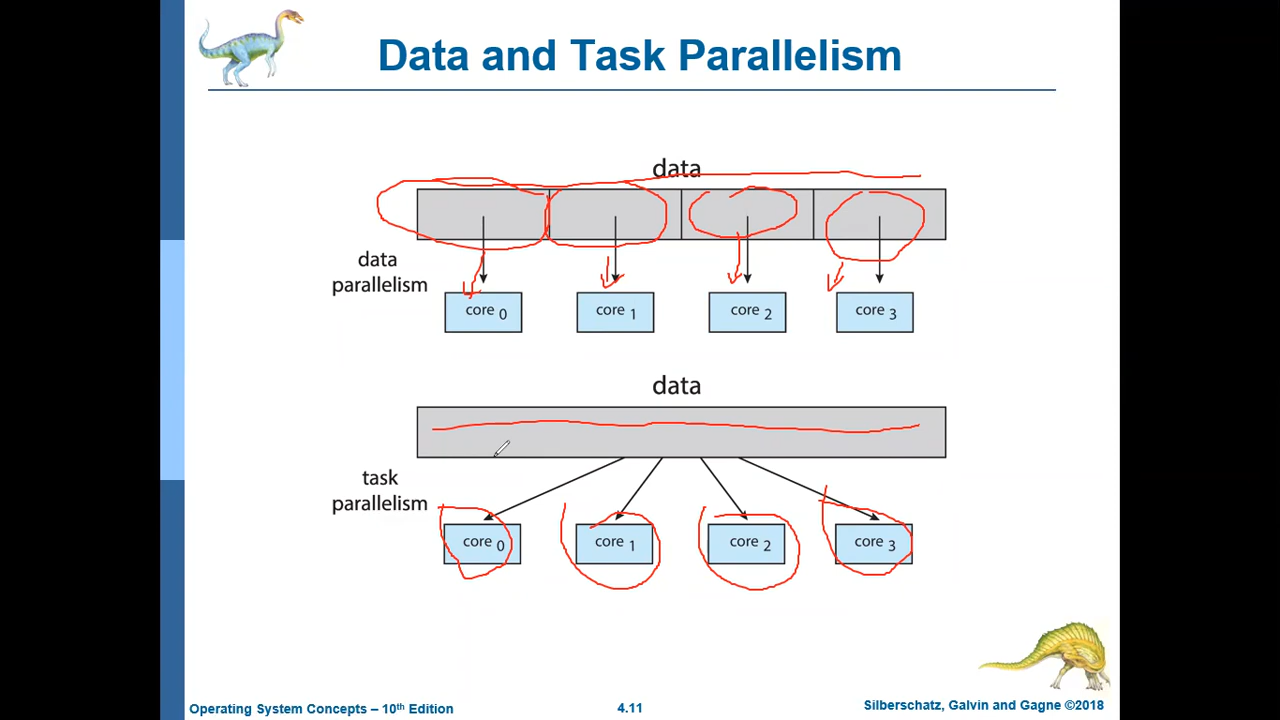 Data and Task Parallelism
data
data
parallelism
core 0
core 1
core 2
core 3
data
task
parallelism
core 0
core 1
core 2
core 3
Operating System Concepts – 10th Edition
4.11
Silberschatz, Galvin and Gagne ©2018